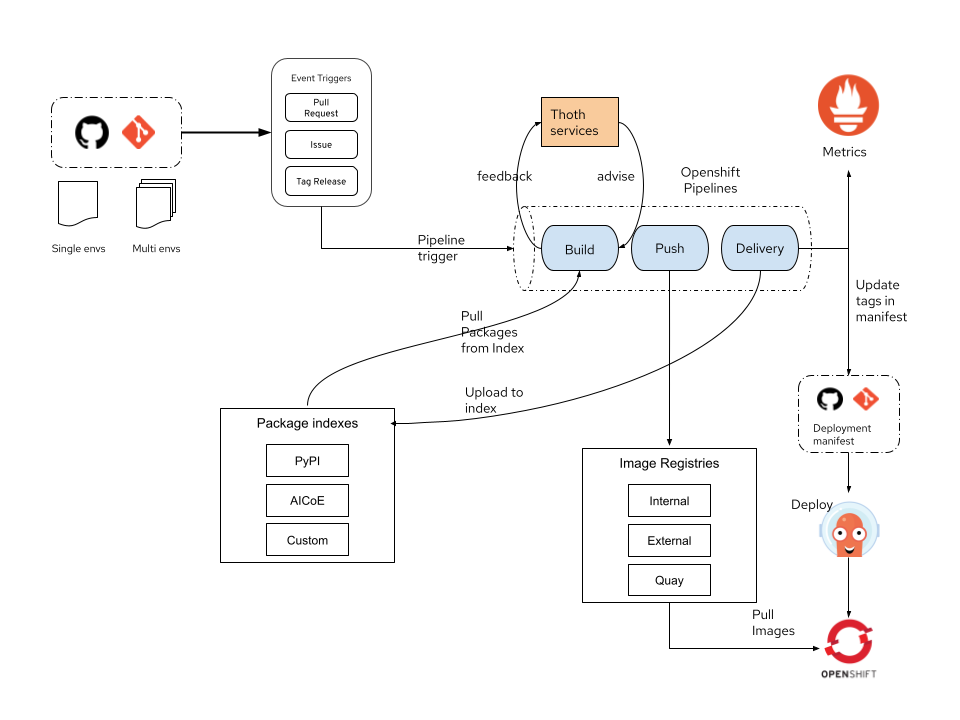 Event Triggers
Pull
Request
Issue
Tag Release
Single envs
Multi envs
Thoth
services
feedback
advise
Openshift
Pipelines
Metrics
Pipeline
trigger
Build
Push
Delivery
Update
tags in
manifest
Pull
Packages
from Index
Upload to
index
Package indexes
PyPI
AICoE
Custom
Image Registries
Internal
External
Quay
Deployment
manifest
Deploy
Pull
Images
OPENSHIFT